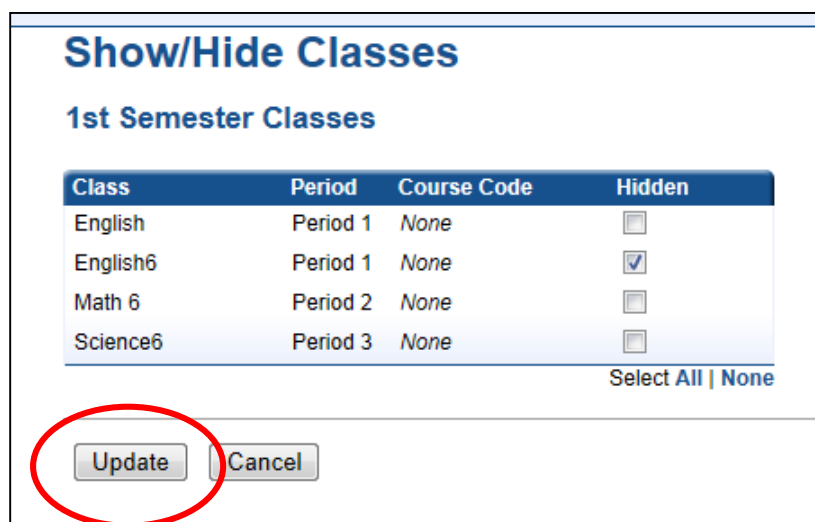 Show/Hide Classes
1st Semester Classes
Class Period Course Code Hidden
English Period 1 None
English6 Period 1 None
Math 6 Period 2 None
Science6 Period 3 None
Select All | None
Update Cancel